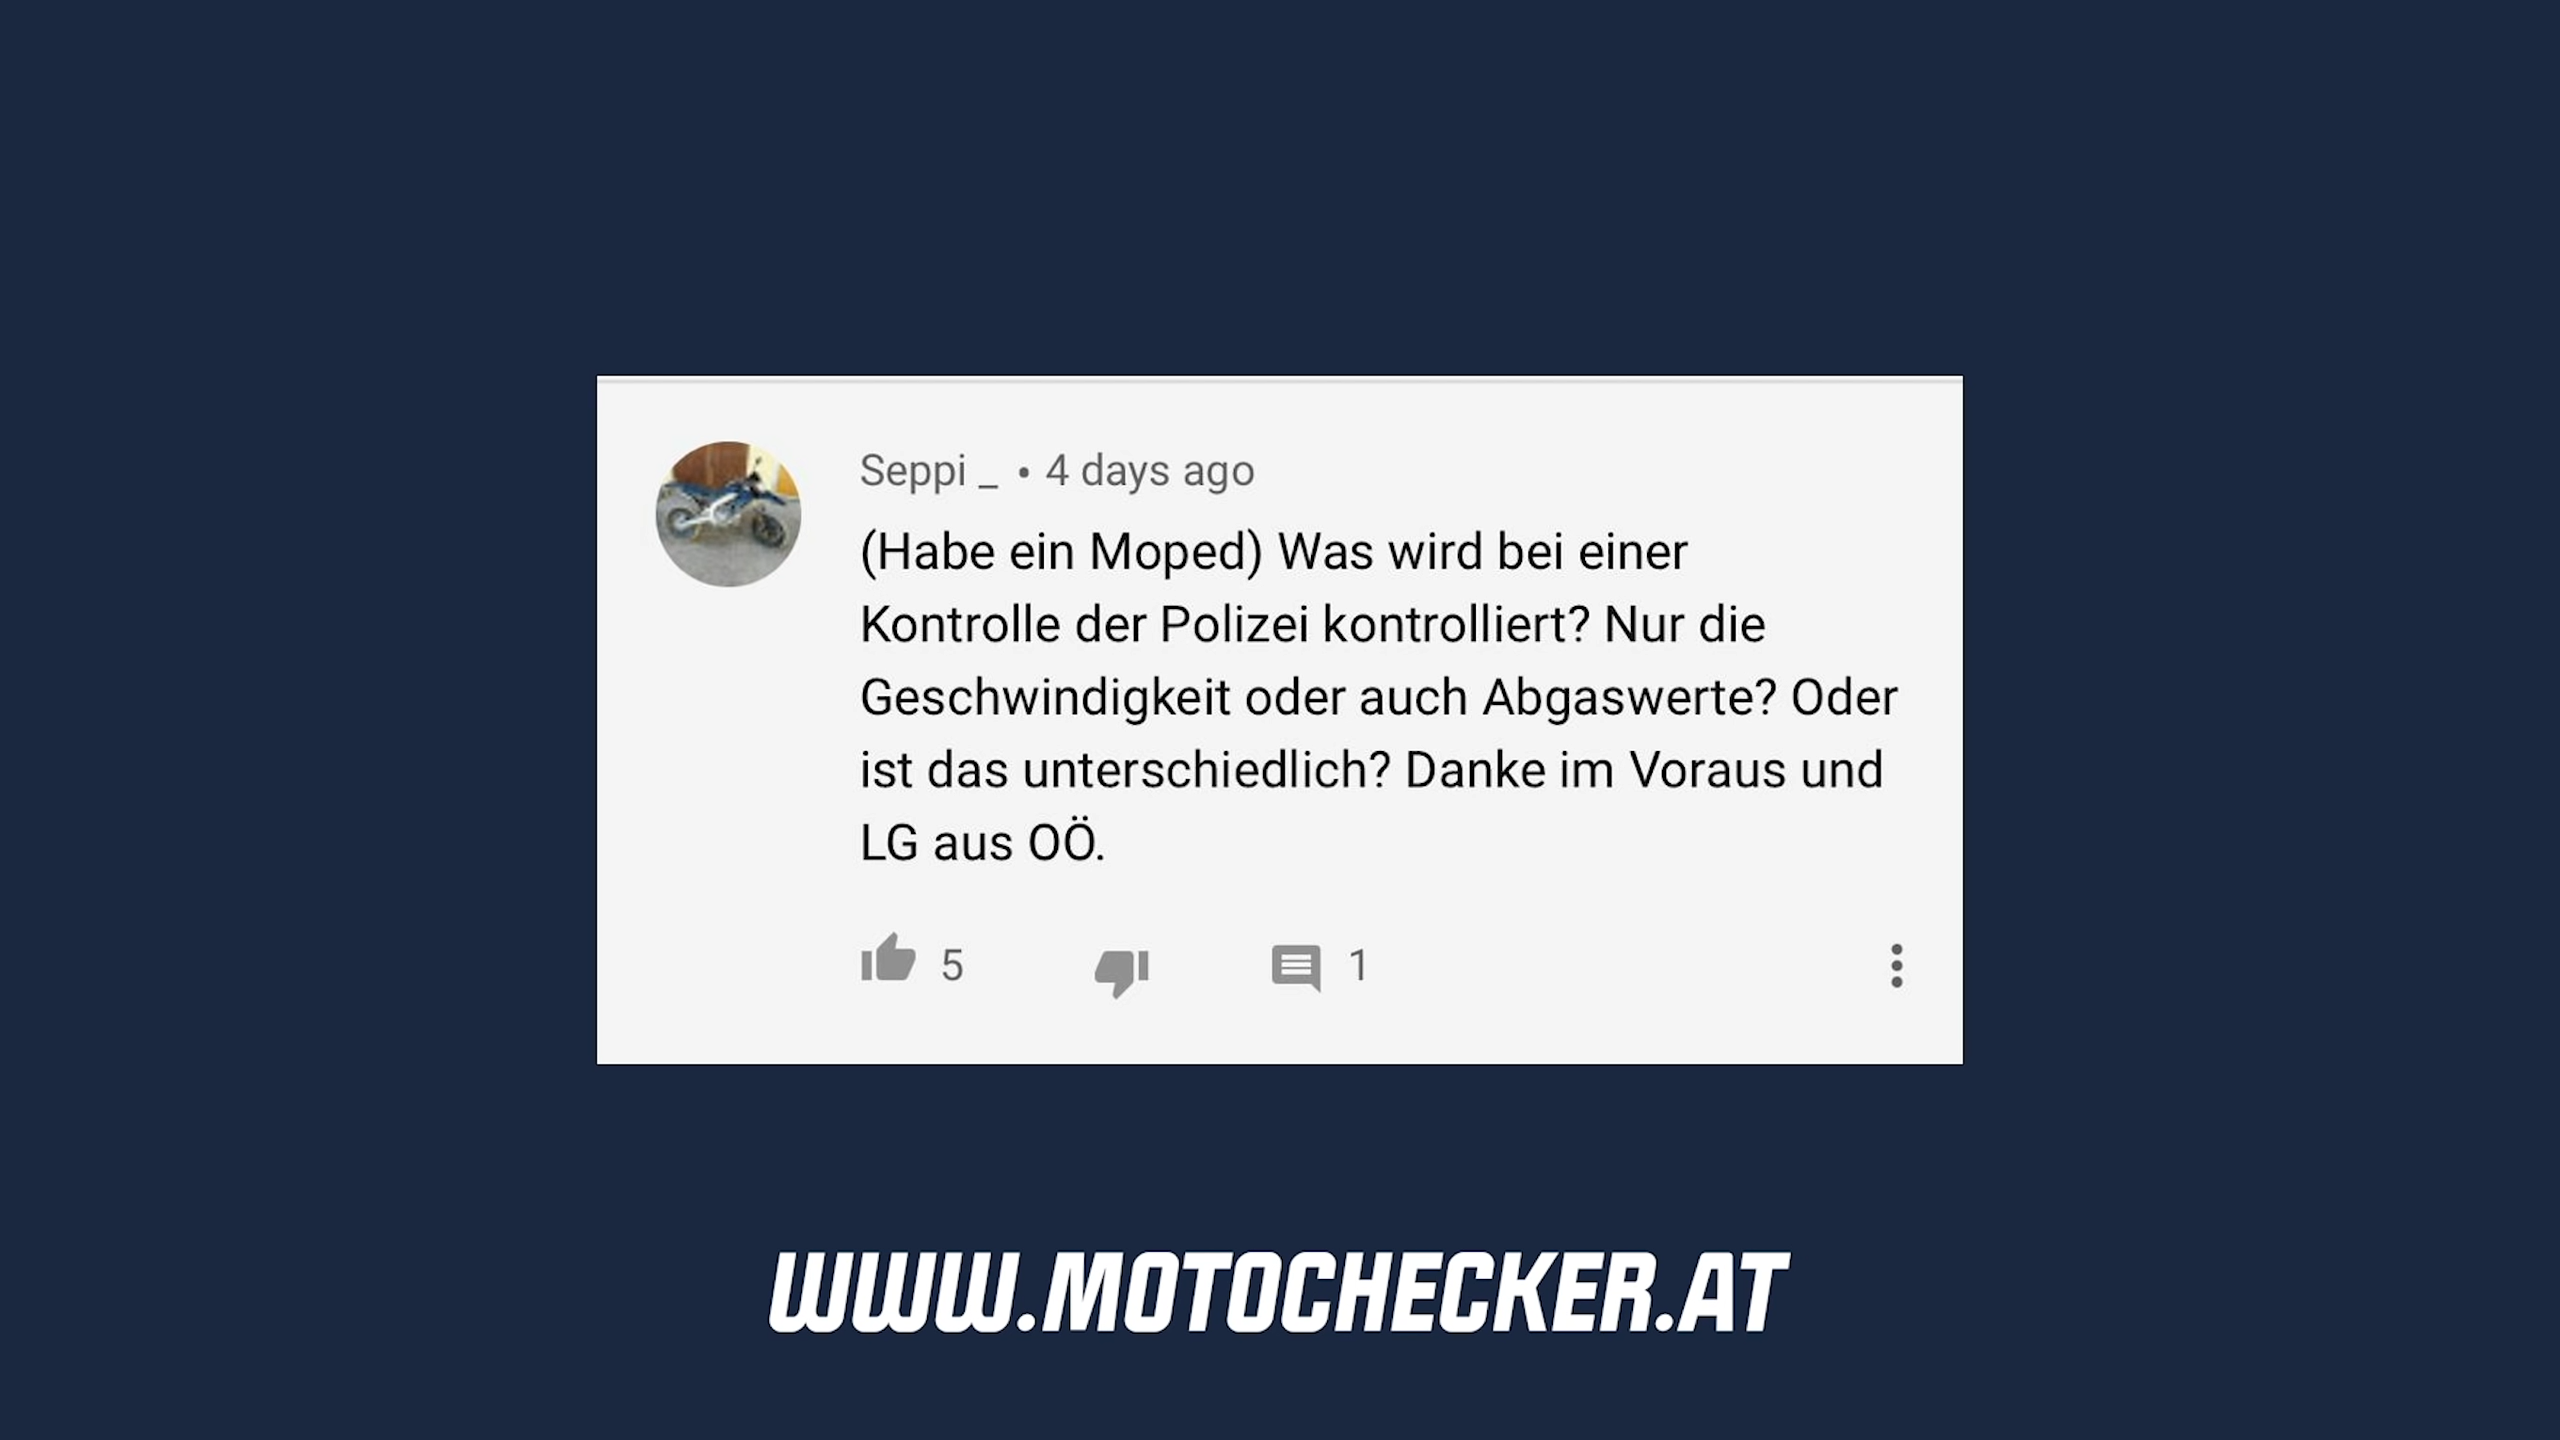 Seppi _ • 4 days ago
(Habe ein Moped) Was wird bei einer
Kontrolle der Polizei kontrolliert? Nur die
Geschwindigkeit oder auch Abgaswerte? Oder
ist das unterschiedlich? Danke im Voraus und
LG aus OÖ.
5 1
WWW.MOTOCHECKER.AT